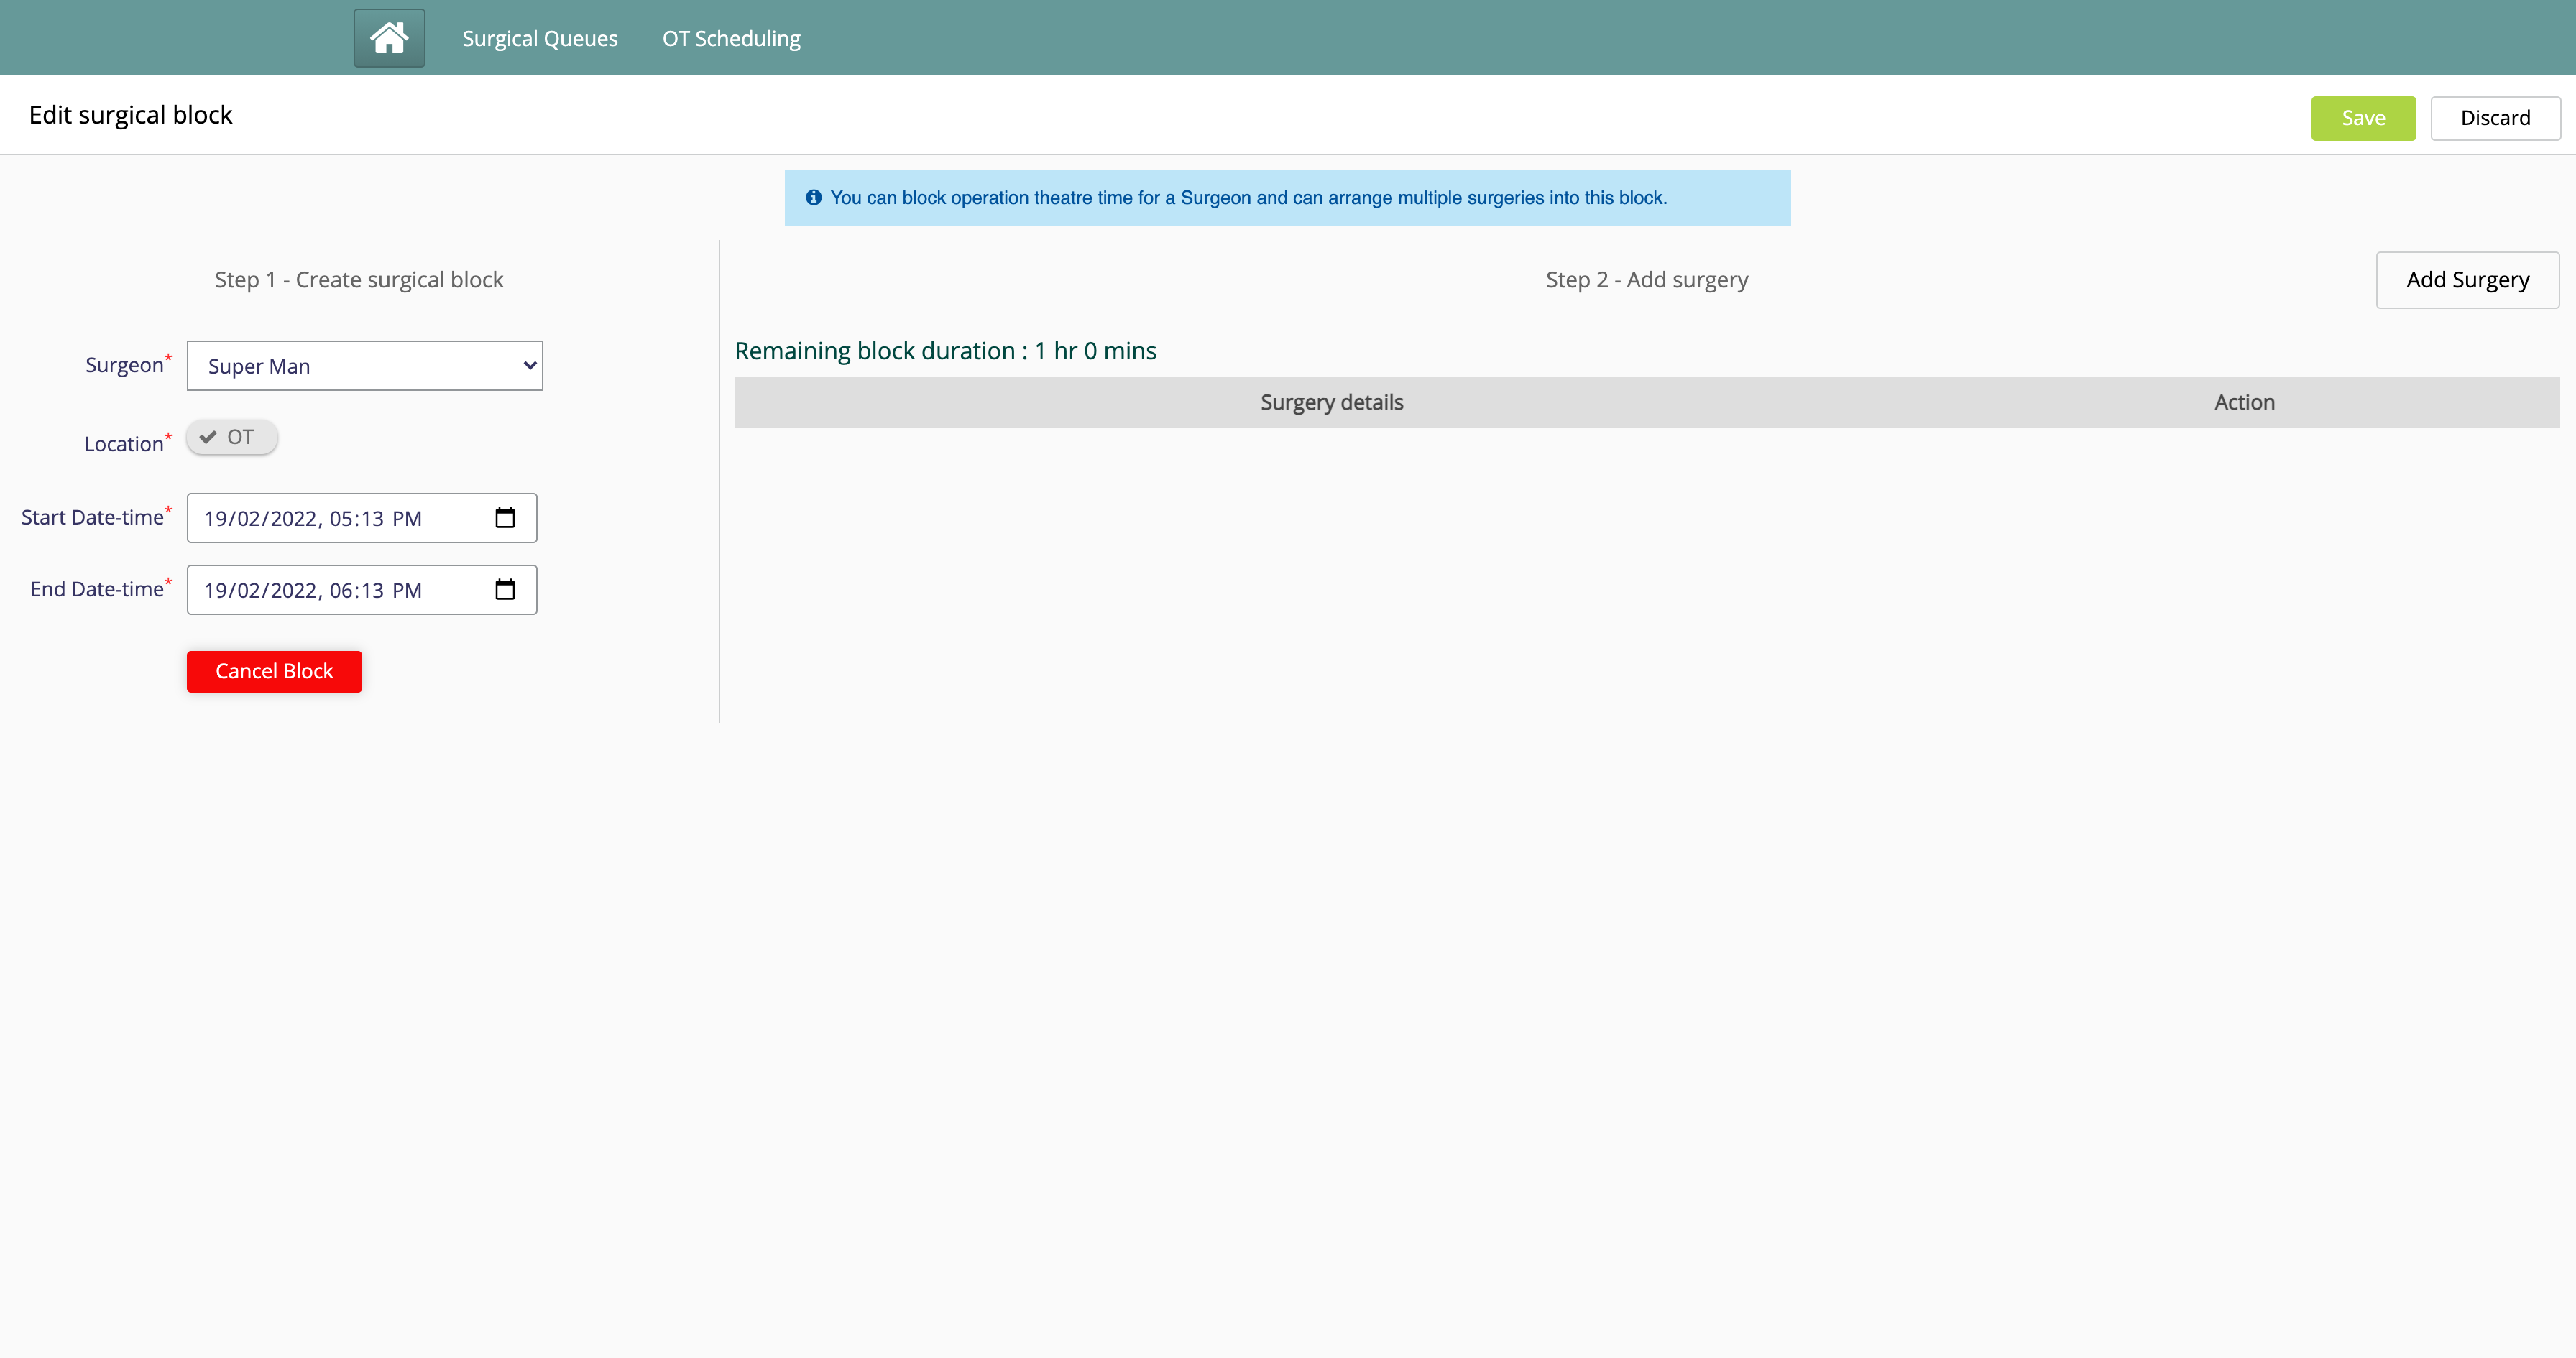 Surgical Queues OT Scheduling
Edit surgical block
Save Discard
You can block operation theatre time for a Surgeon and can arrange multiple surgeries into this block.
Step 1 - Create surgical block
Surgeon* Super Man
Location* OT
Start Date-time* 19/02/2022, 05:13 PM
End Date-time* 19/02/2022, 06:13 PM
Cancel Block
Step 2 - Add surgery
Add Surgery
Remaining block duration : 1 hr 0 mins
Surgery details Action